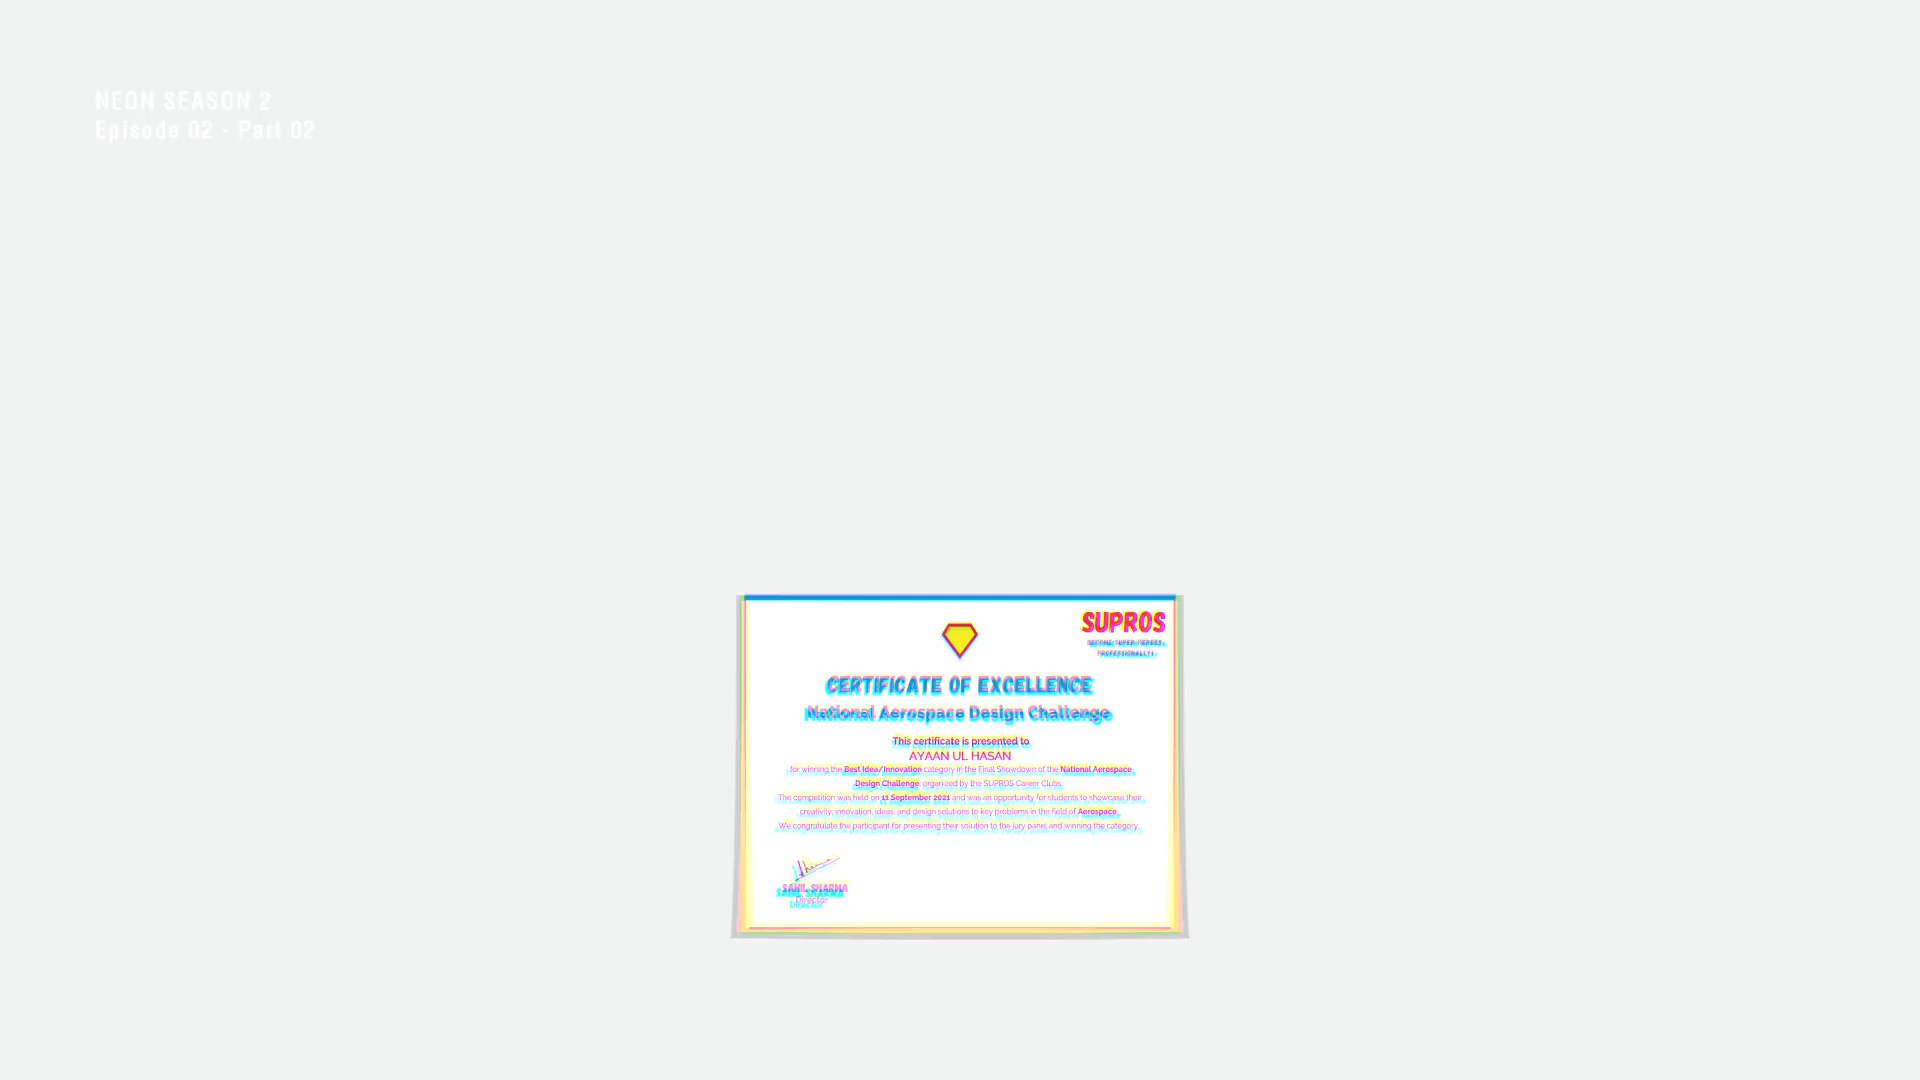 NEON SEASON 2
Episode 02 - Part 02
SUPROS
BECOME SUPER HEROES,
PROFESSIONALLY!
CERTIFICATE OF EXCELLENCE
National Aerospace Design Challenge
This certificate is presented to
AYAAN UL HASAN
for winning the Best Idea/Innovation category in the Final Showdown of the National Aerospace
Design Challenge, organized by the SUPROS Career Clubs.
The competition was held on 11 September 2021 and was an opportunity for students to showcase their
creativity, innovation, ideas, and design solutions to key problems in the field of Aerospace.
We congratulate the participant for presenting their solution to the jury panel and winning the category.
SAHIL SHARMA
Director